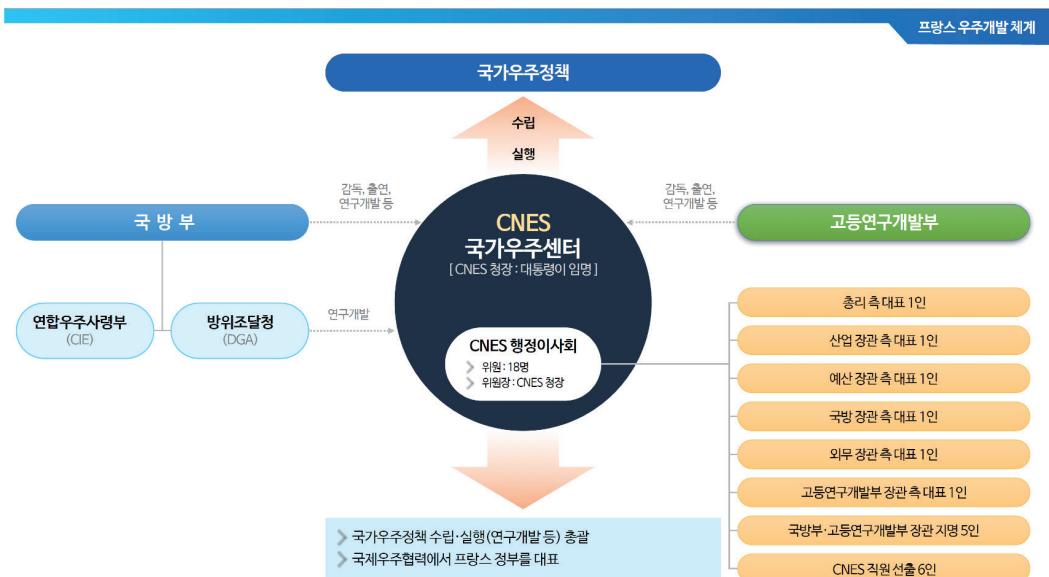 프랑스 우주개발 체계
국가우주정책
수립
실행
감독, 출연,
연구개발 등
감독, 출연,
연구개발 등
국 방 부
CNES
국가우주센터
[ CNES 청장 : 대통령이 임명 ]
고등연구개발부
연합우주사령부
(CIE)
방위조달청
(DGA)
연구개발
CNES 행정이사회
위원 : 18명
위원장 : CNES 청장
총리 측 대표 1인
산업 장관 측 대표 1인
예산 장관 측 대표 1인
국방 장관 측 대표 1인
외무 장관 측 대표 1인
고등연구개발부 장관 측 대표 1인
국방부·고등연구개발부 장관 지명 5인
CNES 직원 선출 6인
국가우주정책 수립·실행(연구개발 등) 총괄
국제우주협력에서 프랑스 정부를 대표